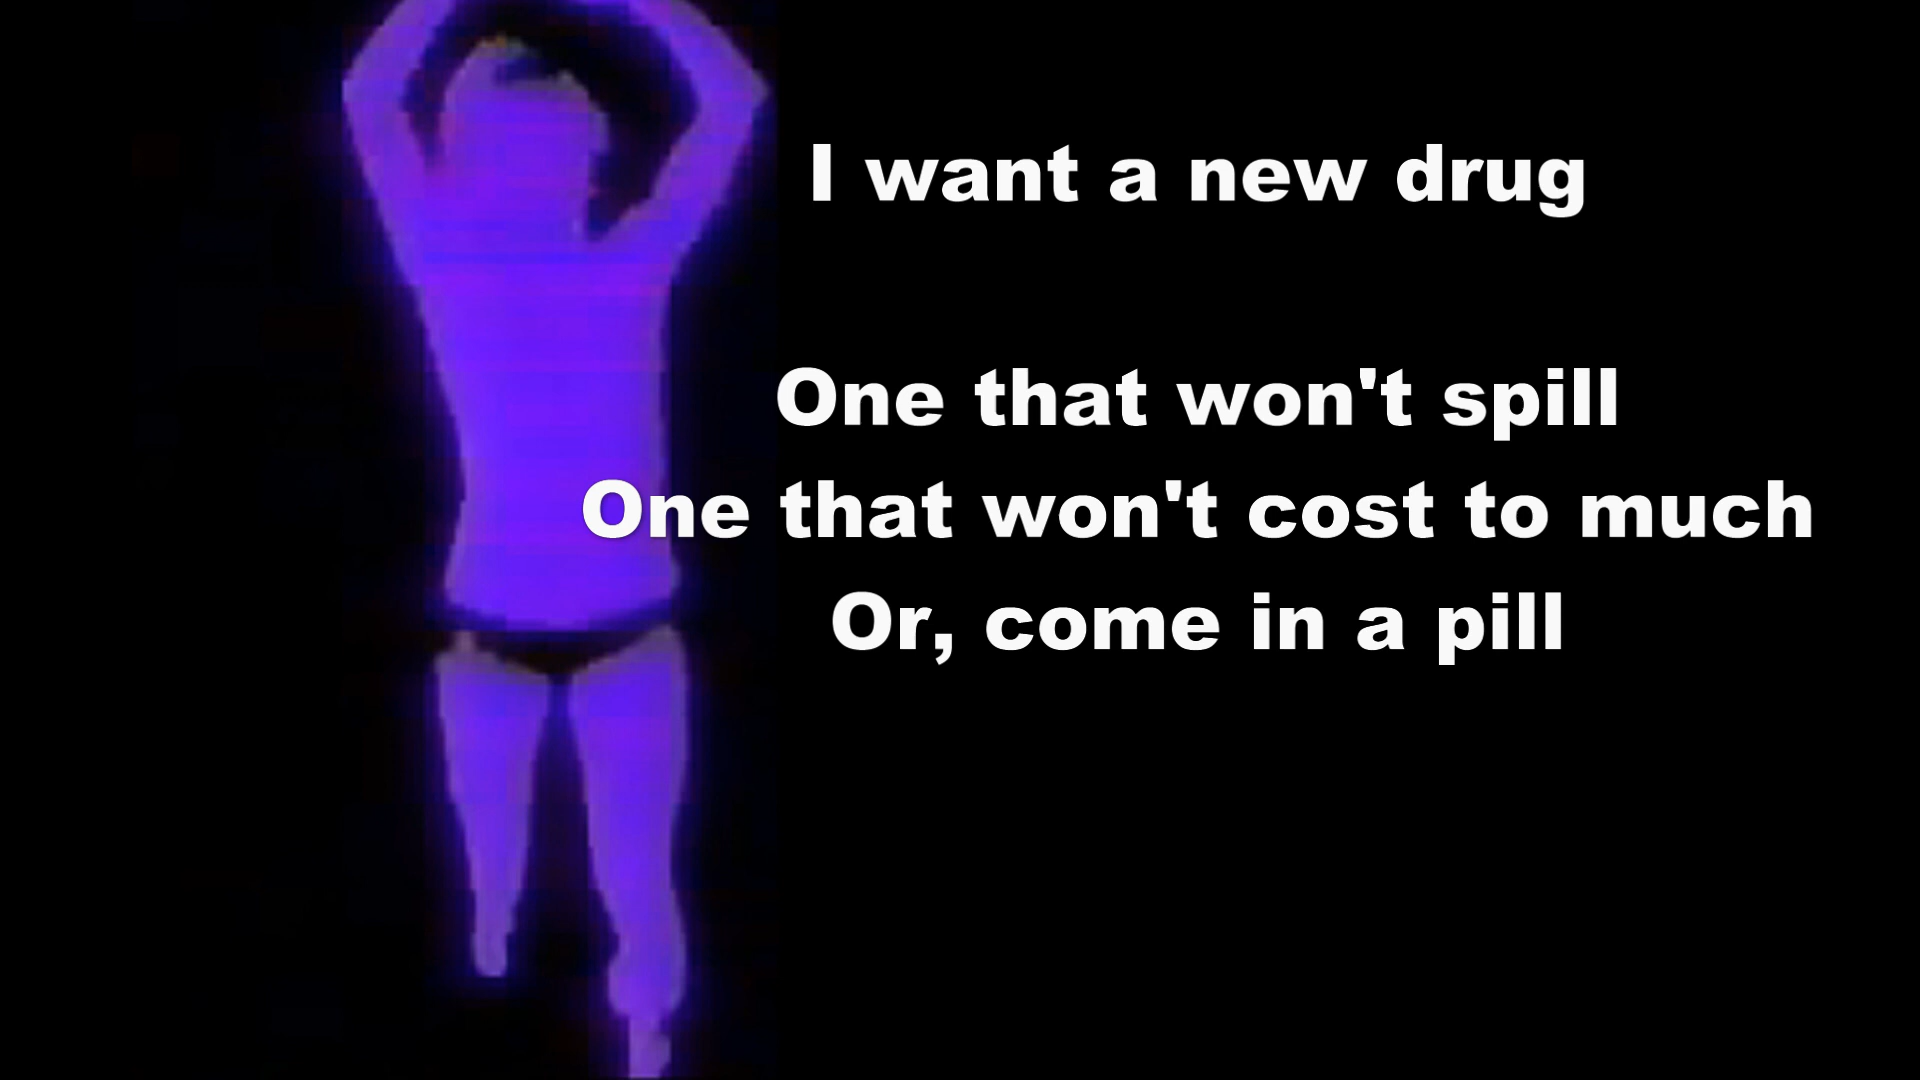 I want a new drug
One that won't spill
One that won't cost to much
Or, come in a pill